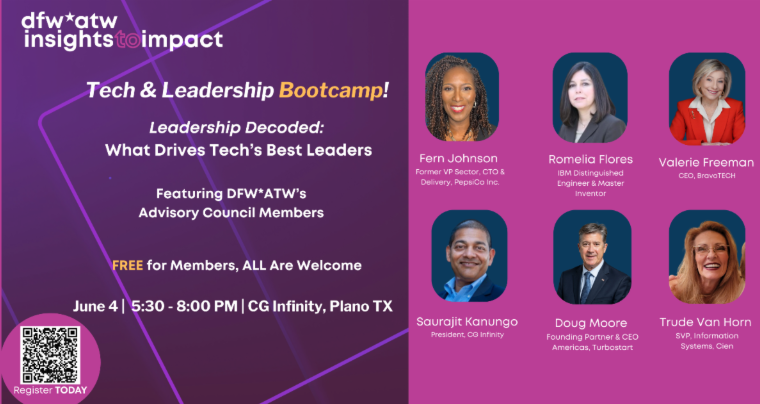 dfw*atw
insightstoimpact
Tech & Leadership Bootcamp!
Leadership Decoded:
What Drives Tech's Best Leaders
Featuring DFW*ATW's
Advisory Council Members
FREE for Members, ALL Are Welcome
June 4 | 5:30 - 8:00 PM | CG Infinity, Plano TX
Register TODAY
Fern Johnson
Former VP Sector, CTO &
Delivery, PepsiCo Inc.
Romelia Flores
IBM Distinguished
Engineer & Master
Inventor
Valerie Freeman
CEO, BravoTECH
Saurajit Kanungo
President, CG Infinity
Doug Moore
Founding Partner & CEO
Americas, Turbostart
Trude Van Horn
SVP, Information
Systems, Cien